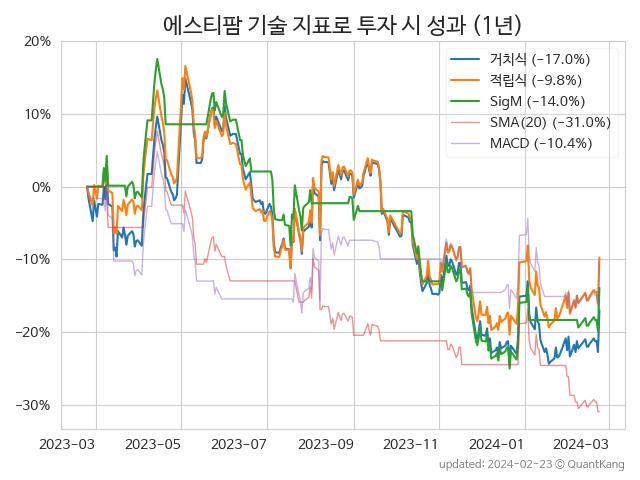 에스티팜 기술 지표로 투자 시 성과 (1년)
20%
10%
0%
−10%
−20%
−30%
거치식 (−17.0%)
적립식 (−9.8%)
SigM (−14.0%)
SMA(20) (−31.0%)
MACD (−10.4%)
2023-03 2023-05 2023-07 2023-09 2023-11 2024-01 2024-03
updated: 2024-02-23 ⓒ QuantKang